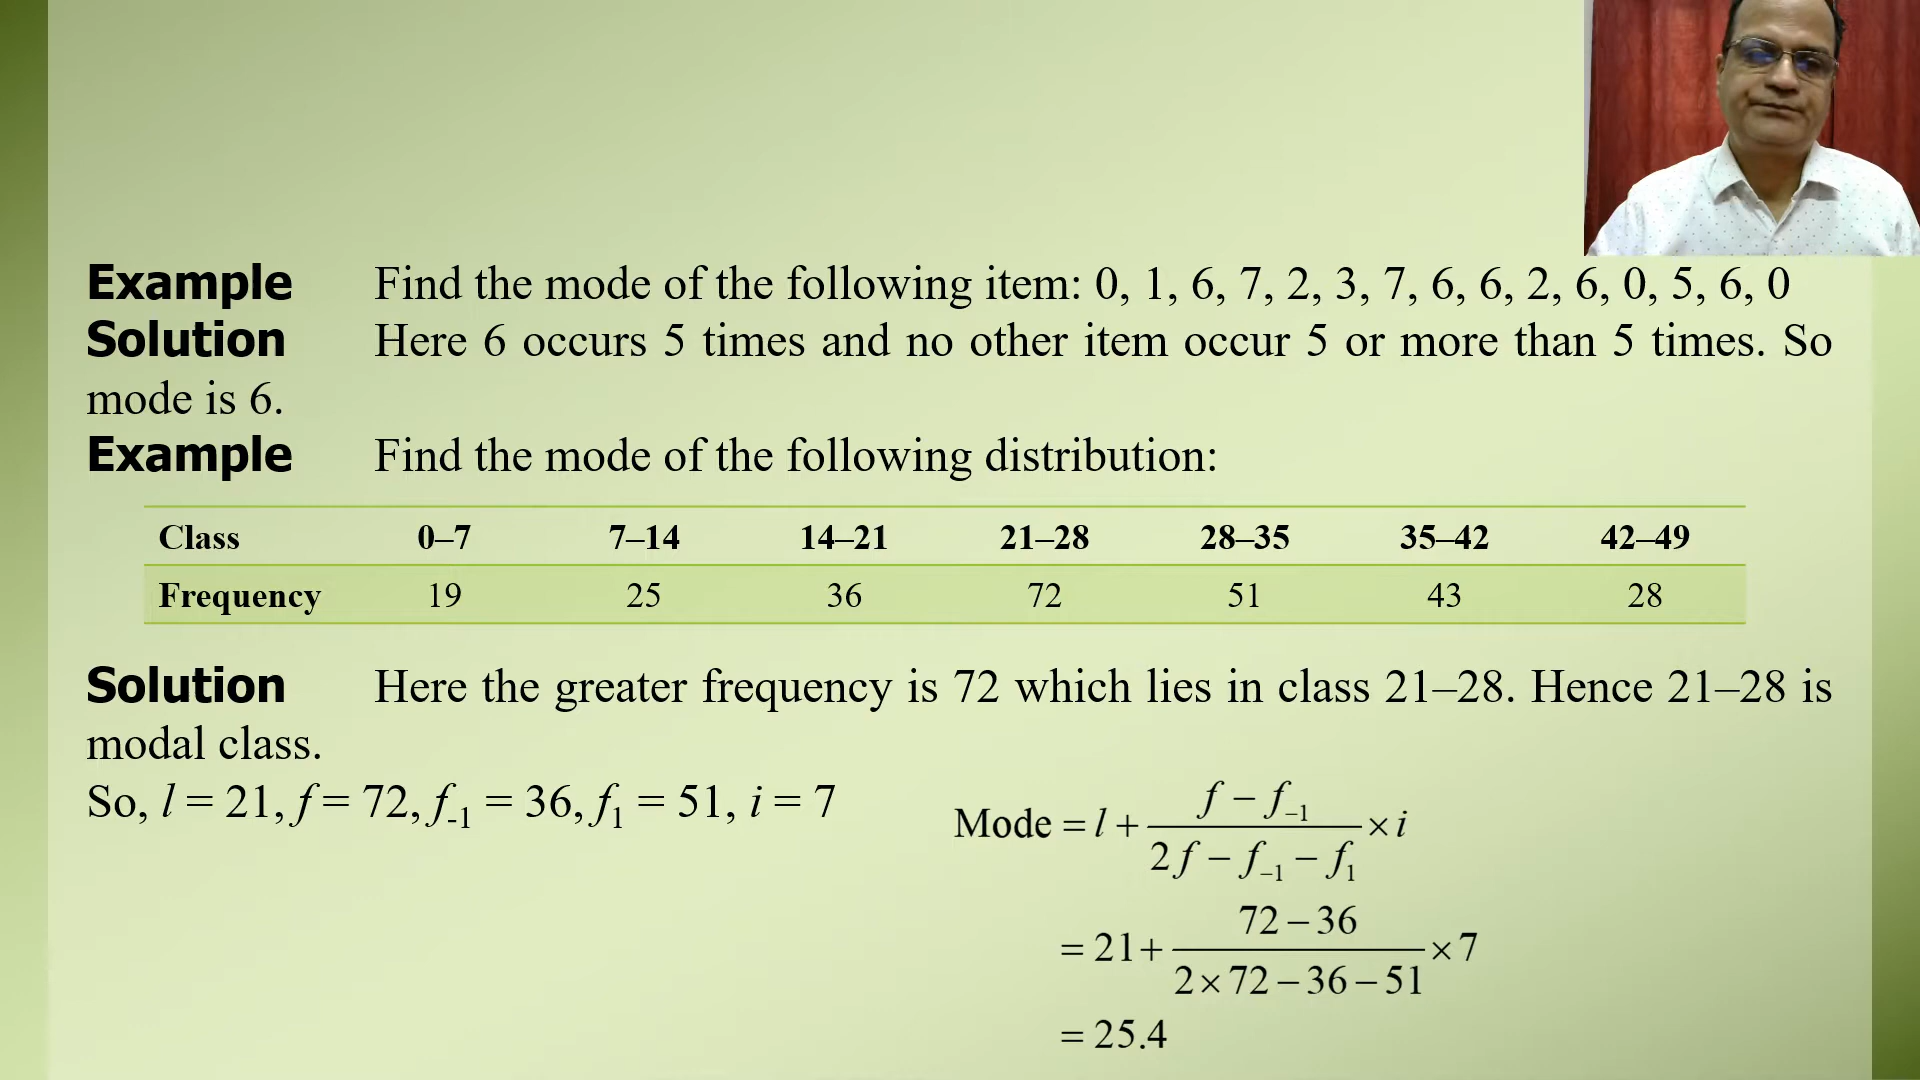 Example Find the mode of the following item: 0, 1, 6, 7, 2, 3, 7, 6, 6, 2, 6, 0, 5, 6, 0
Solution Here 6 occurs 5 times and no other item occur 5 or more than 5 times. So
mode is 6.
Example Find the mode of the following distribution:
Class 0–7 7–14 14–21 21–28 28–35 35–42 42–49
Frequency 19 25 36 72 51 43 28
Solution Here the greater frequency is 72 which lies in class 21–28. Hence 21–28 is
modal class.
So, l = 21, f = 72, f₋₁ = 36, f₁ = 51, i = 7
Mode = l + (f − f₋₁) / (2f − f₋₁ − f₁) × i
= 21 + (72 − 36) / (2 × 72 − 36 − 51) × 7
= 25.4